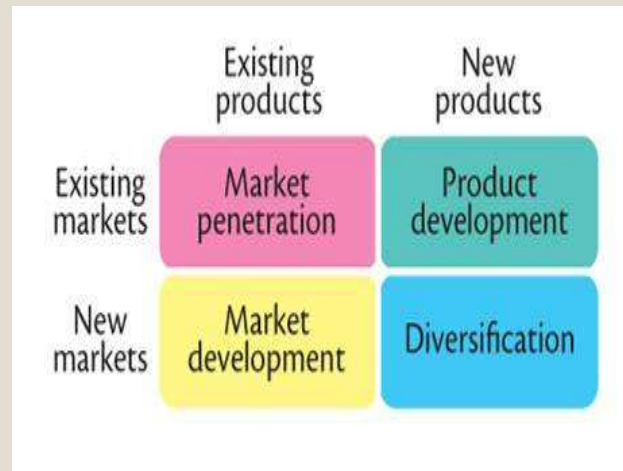 Existing
products
New
products
Existing
markets
Market
penetration
Product
development
New
markets
Market
development
Diversification